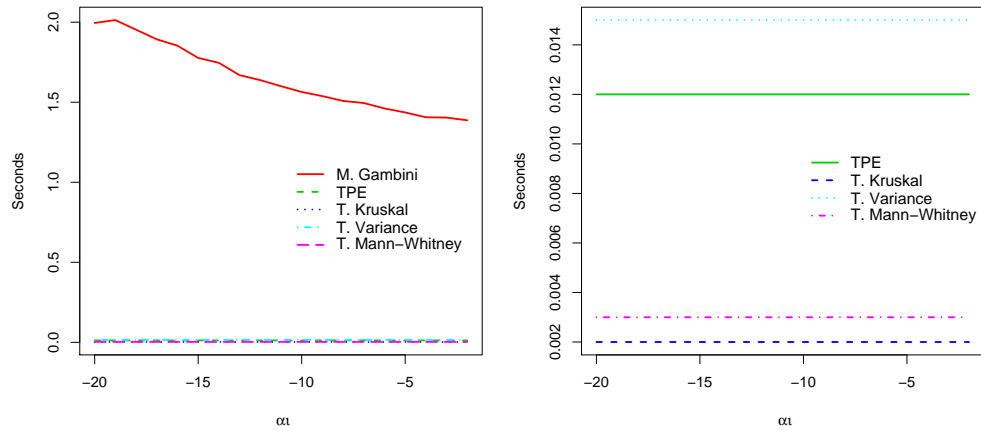 2.0
1.5
1.0
0.5
0.0
Seconds
M. Gambini
TPE
T. Kruskal
T. Variance
T. Mann−Whitney
−20
−15
−10
−5
αι
0.014
0.012
0.010
0.008
0.006
0.004
0.002
Seconds
TPE
T. Kruskal
T. Variance
T. Mann−Whitney
−20
−15
−10
−5
αι